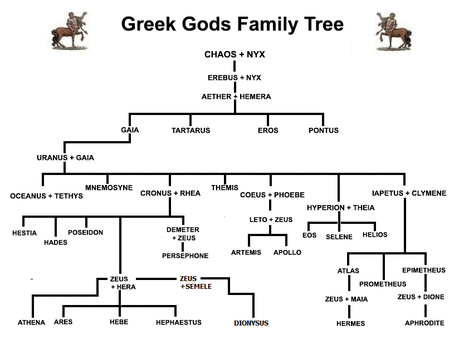 Greek Gods Family Tree
CHAOS + NYX
EREBUS + NYX
AETHER + HEMERA
GAIA
TARTARUS
EROS
PONTUS
URANUS + GAIA
OCEANUS + TETHYS
MNEMOSYNE
CRONUS + RHEA
THEMIS
COEUS + PHOEBE
HYPERION + THEIA
IAPETUS + CLYMENE
HESTIA
HADES
POSEIDON
DEMETER
+ ZEUS
PERSEPHONE
LETO + ZEUS
ARTEMIS
APOLLO
EOS
SELENE
HELIOS
ATLAS
PROMETHEUS
EPIMETHEUS
ZEUS
+ HERA
ZEUS
+SEMELE
ZEUS + MAIA
ZEUS + DIONE
ATHENA
ARES
HEBE
HEPHAESTUS
DIONYSUS
HERMES
APHRODITE